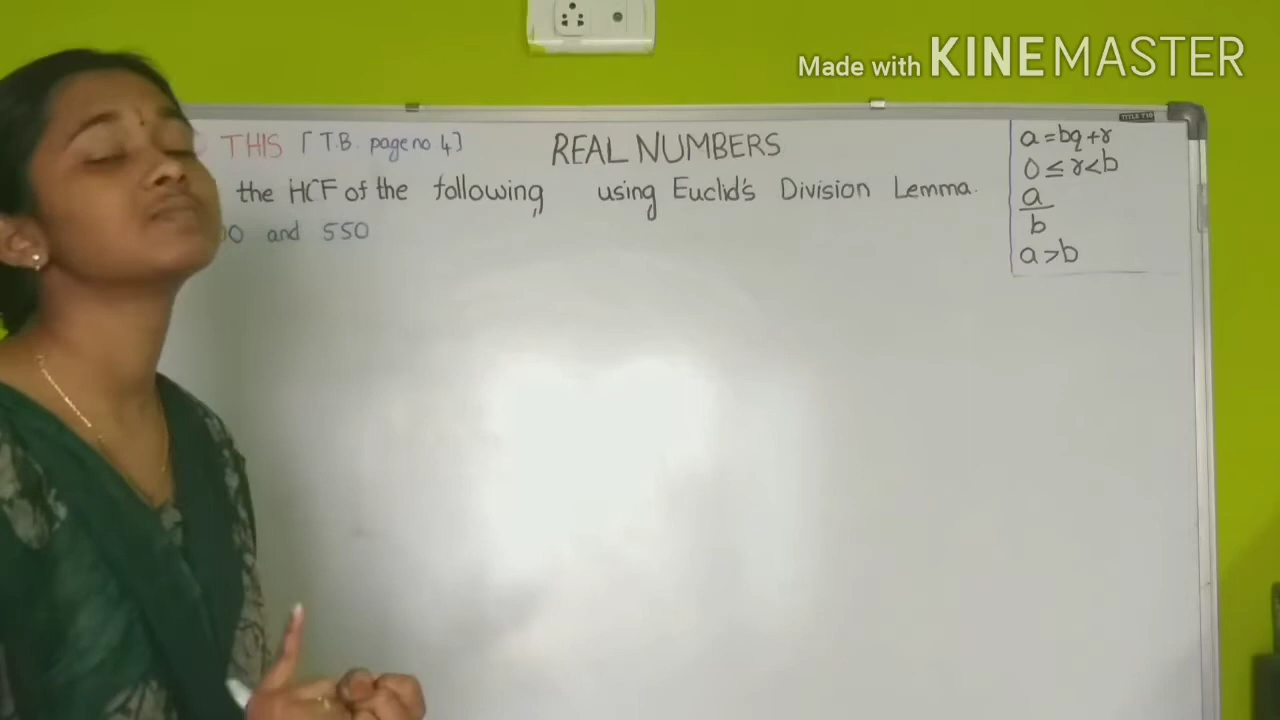 Made with KINEMASTER
THIS [T.B. page no 4]
REAL NUMBERS
the HCF of the following, using Euclid's Division Lemma.
0 and 550
a = bq + r
0 ≤ r < b
a
b
a > b